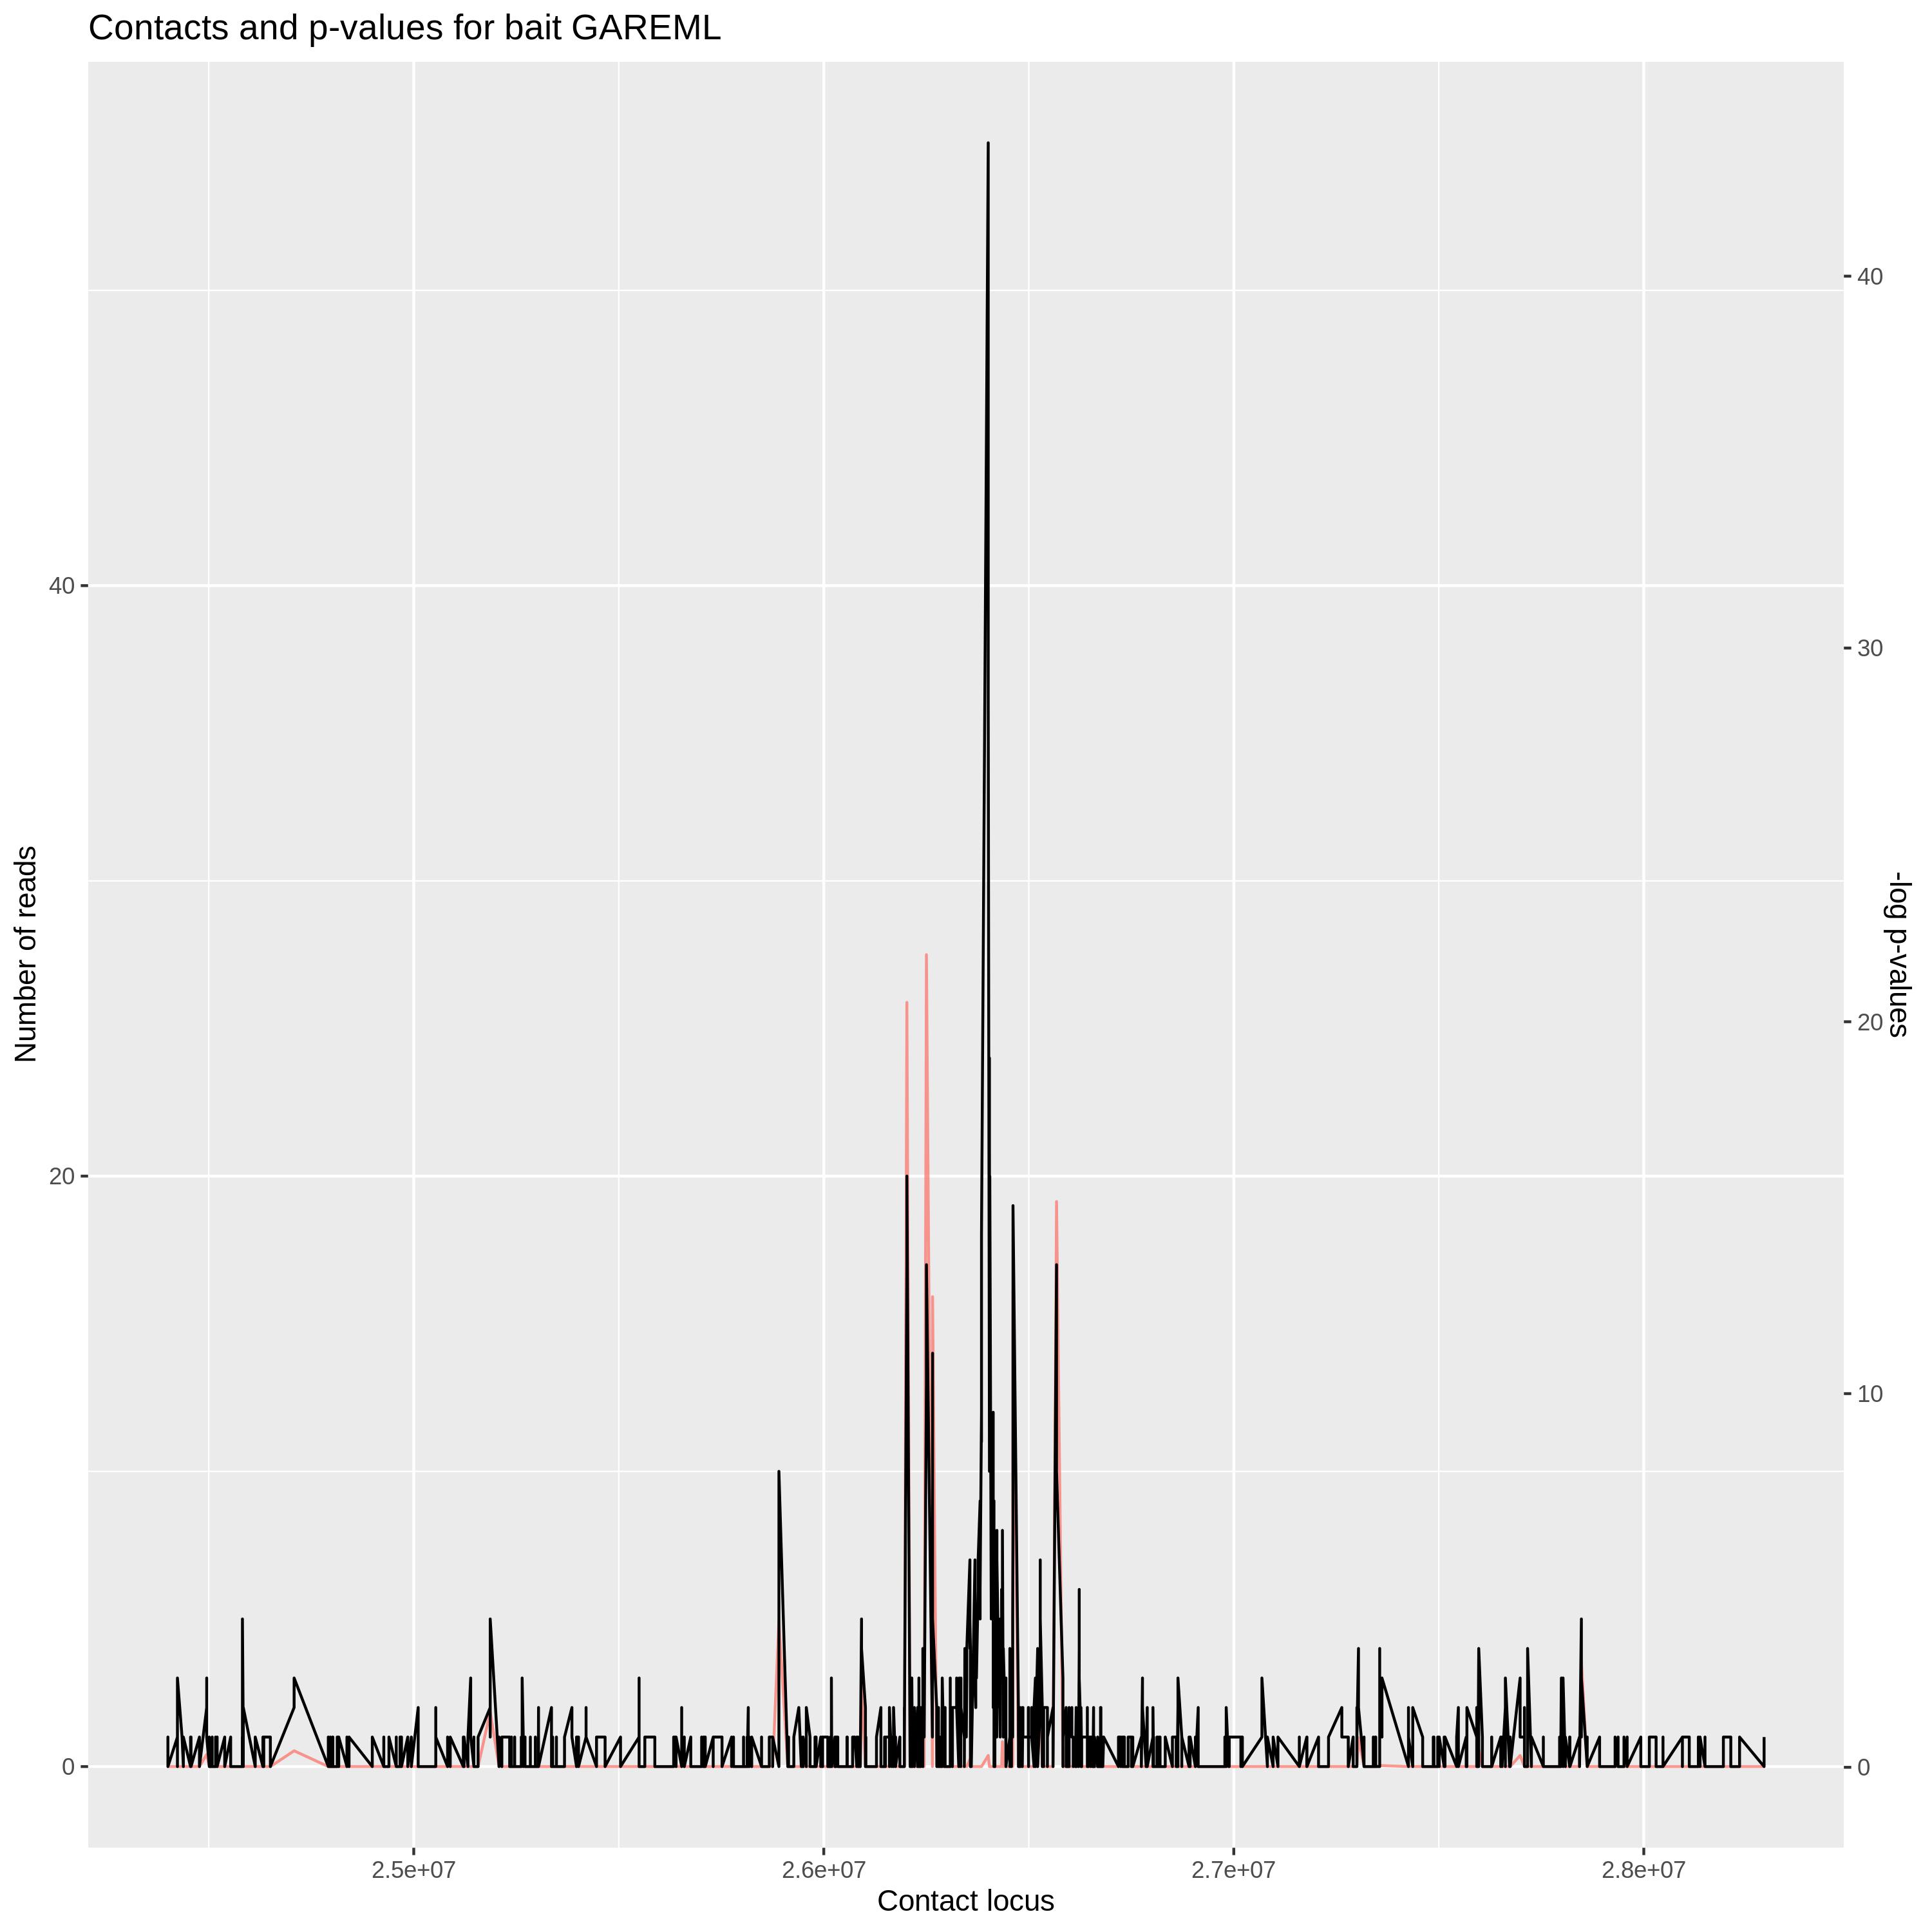 Contacts and p-values for bait GAREML
40
20
0
Number of reads
40
30
20
10
0
-log p-values
2.5e+07 2.6e+07 2.7e+07 2.8e+07
Contact locus